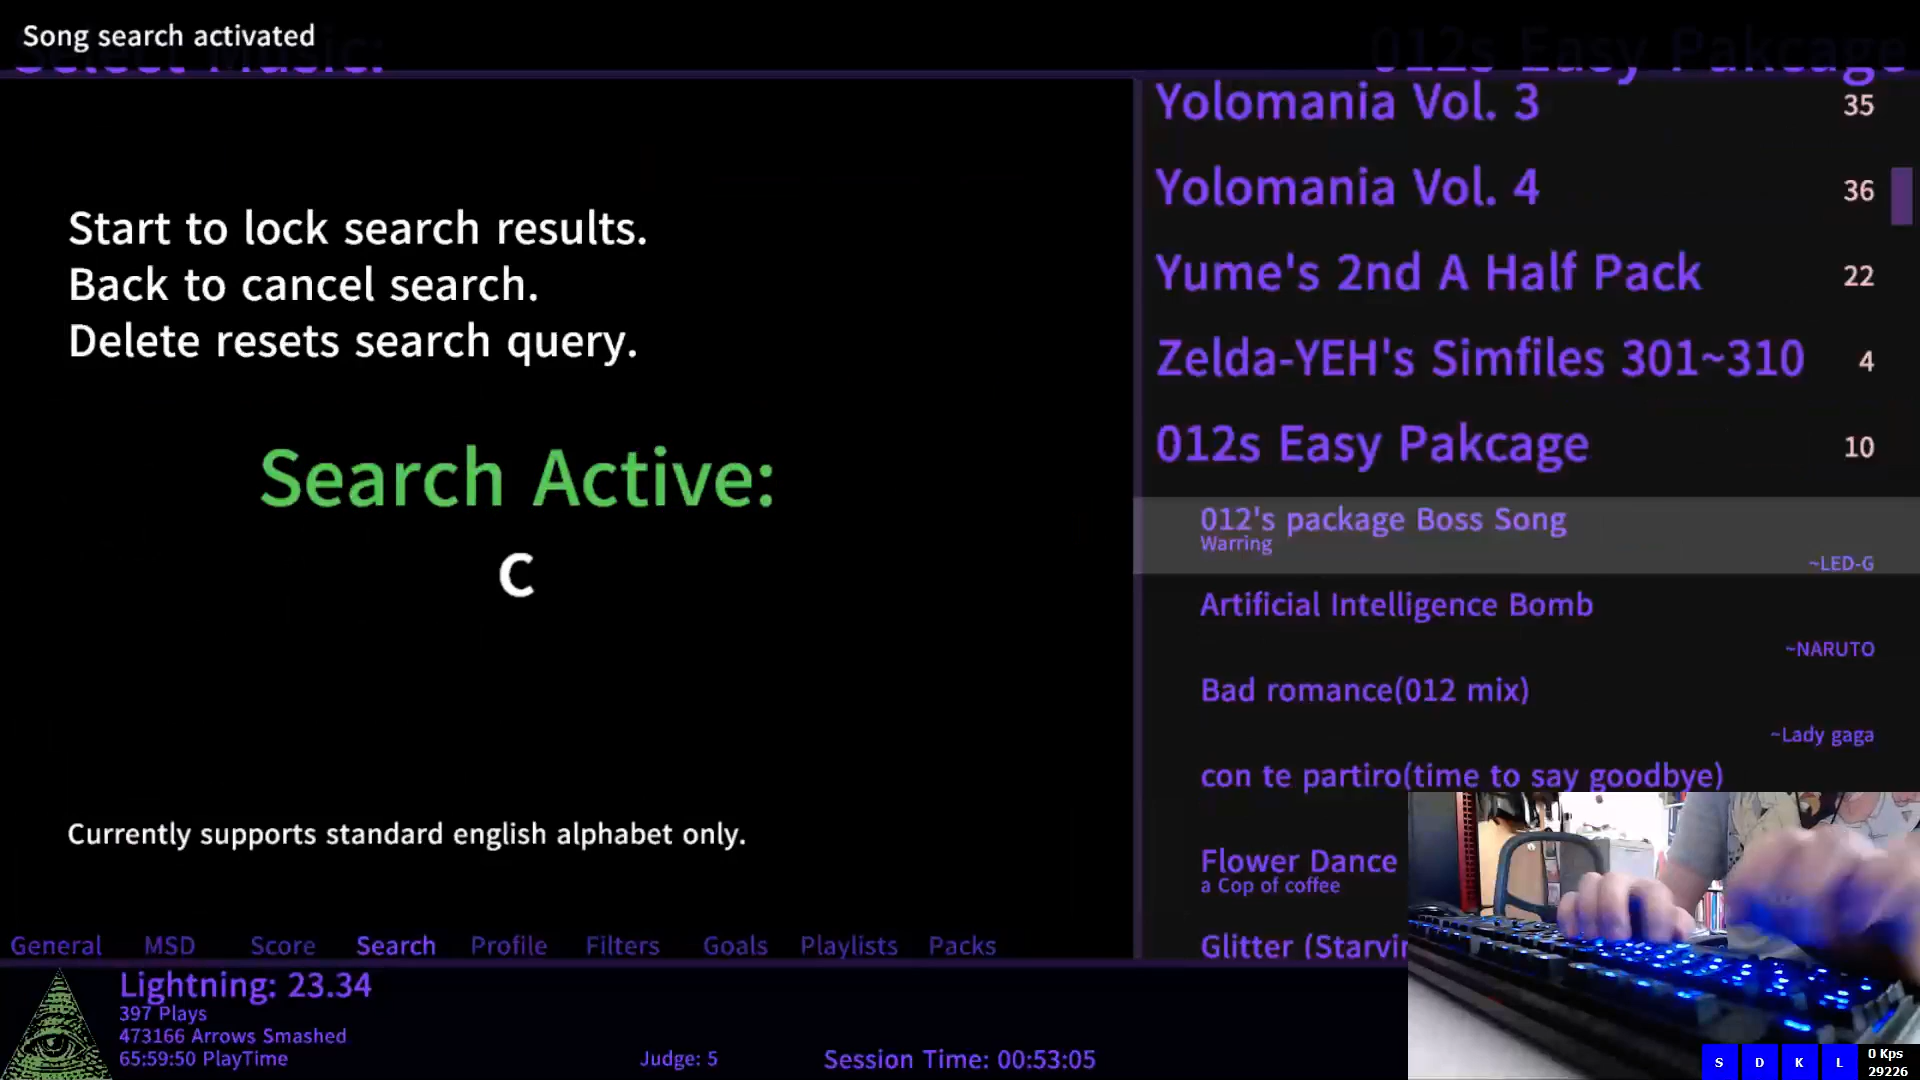 Song search activated
Select Music:
012s Easy Pakcage
Start to lock search results.
Back to cancel search.
Delete resets search query.
Search Active:
c
Currently supports standard english alphabet only.
Yolomania Vol. 3 35
Yolomania Vol. 4 36
Yume's 2nd A Half Pack 22
Zelda-YEH's Simfiles 301~310 4
012s Easy Pakcage 10
012's package Boss Song
Warring
~LED-G
Artificial Intelligence Bomb
~NARUTO
Bad romance(012 mix)
~Lady gaga
con te partiro(time to say goodbye)
Flower Dance
a Cop of coffee
Glitter (Starvin
General MSD Score Search Profile Filters Goals Playlists Packs
Lightning: 23.34
397 Plays
473166 Arrows Smashed
65:59:50 PlayTime
Judge: 5
Session Time: 00:53:05
S D K L
0 Kps
29226